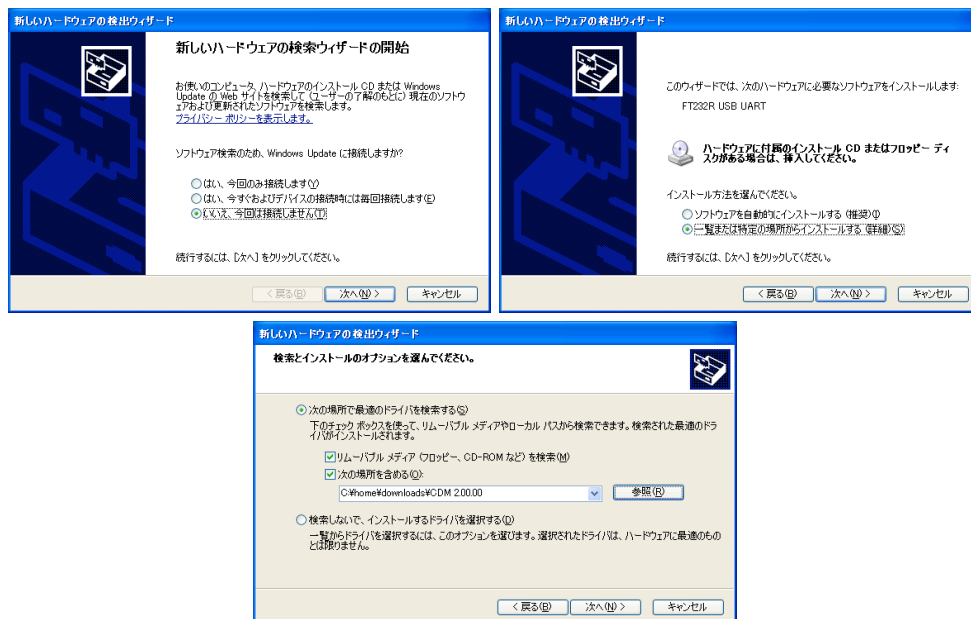 新しいハードウェアの検出ウィザード
新しいハードウェアの検索ウィザードの開始
お使いのコンピュータ、ハードウェアのインストール CD または Windows
Update の Web サイトを検索して (ユーザーの了解のもとに) 現在のソフトウ
ェアおよび更新されたソフトウェアを検索します。
プライバシー ポリシーを表示します。
ソフトウェア検索のため、Windows Update に接続しますか?
はい、今回のみ接続します(Y)
はい、今すぐおよびデバイスの接続時には毎回接続します(E)
いいえ、今回は接続しません(T)
続行するには、[次へ] をクリックしてください。
< 戻る(B)
次へ(N) >
キャンセル
新しいハードウェアの検出ウィザード
このウィザードでは、次のハードウェアに必要なソフトウェアをインストールします:
FT232R USB UART
ハードウェアに付属のインストール CD またはフロッピー ディ
スクがある場合は、挿入してください。
インストール方法を選んでください。
ソフトウェアを自動的にインストールする (推奨)(I)
一覧または特定の場所からインストールする (詳細)(S)
続行するには、[次へ] をクリックしてください。
< 戻る(B)
次へ(N) >
キャンセル
新しいハードウェアの検出ウィザード
検索とインストールのオプションを選んでください。
次の場所で最適のドライバを検索する(S)
下のチェック ボックスを使って、リムーバブル メディアやローカル パスから検索できます。検索された最適のドラ
イバがインストールされます。
リムーバブル メディア (フロッピー、CD-ROM など) を検索(M)
次の場所を含める(O):
C:¥home¥downloads¥CDM 2.00.00
参照(R)
検索しないで、インストールするドライバを選択する(D)
一覧からドライバを選択するには、このオプションを選びます。選択されたドライバは、ハードウェアに最適のもの
とは限りません。
< 戻る(B)
次へ(N) >
キャンセル